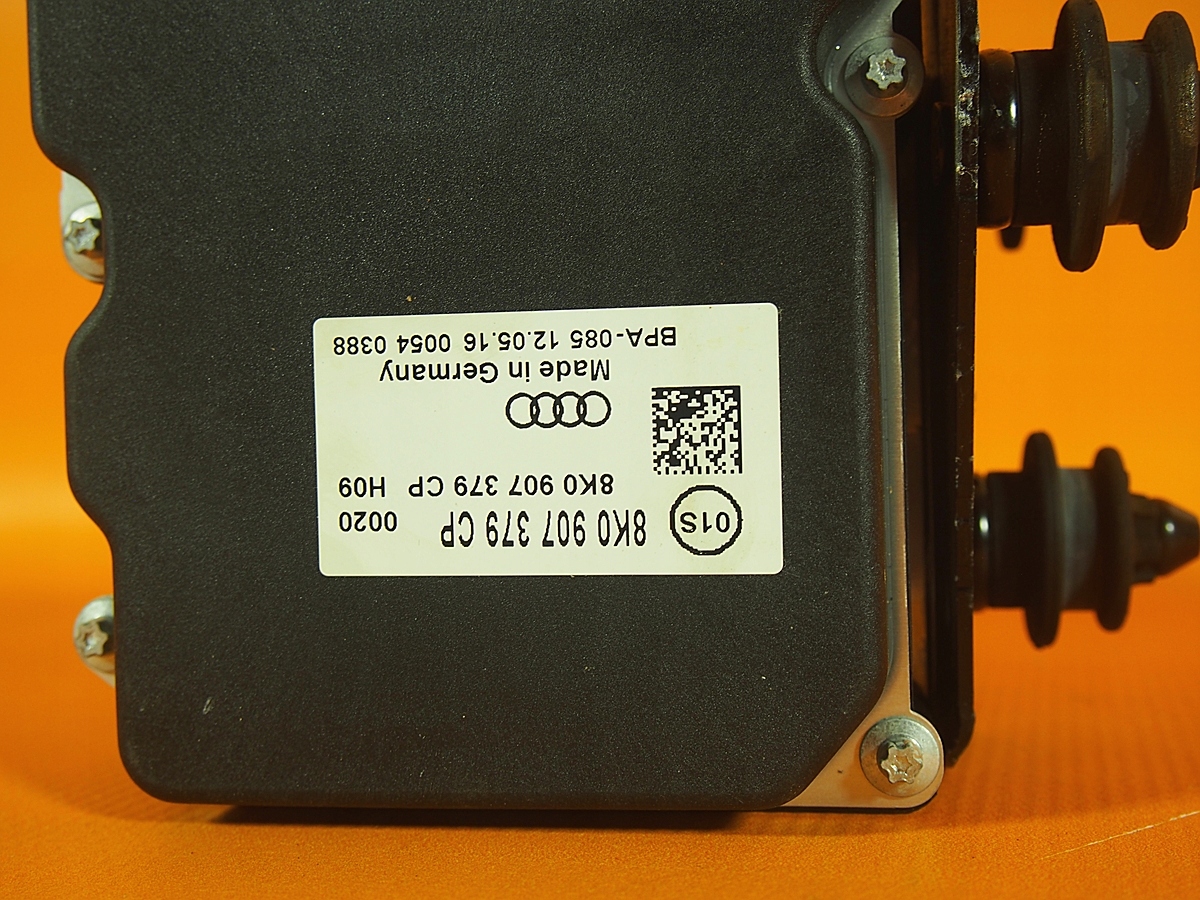 01S 8K0 907 379 CP 0020
8K0 907 379 CP H09
Made in Germany
BPA-085 12.05.16 0054 0388